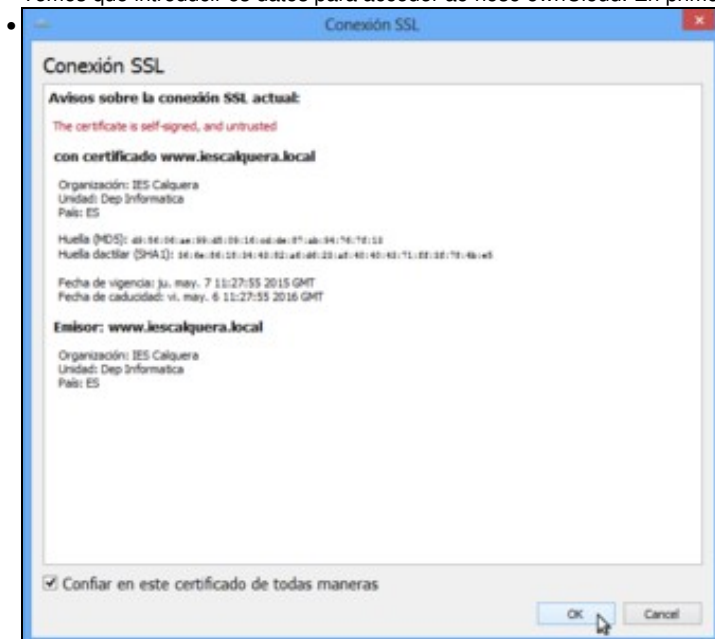 Conexión SSL
Conexión SSL
Avisos sobre la conexión SSL actual:
The certificate is self-signed, and untrusted
con certificado www.iescalquera.local
Organización: IES Calquera
Unidad: Dep Informatica
País: ES
Huella (MD5):
Huella dactilar (SHA1):
Fecha de vigencia: ju. may. 7 11:27:55 2015 GMT
Fecha de caducidad: vi. may. 6 11:27:55 2016 GMT
Emisor: www.iescalquera.local
Organización: IES Calquera
Unidad: Dep Informatica
País: ES
Confiar en este certificado de todas maneras
OK Cancel